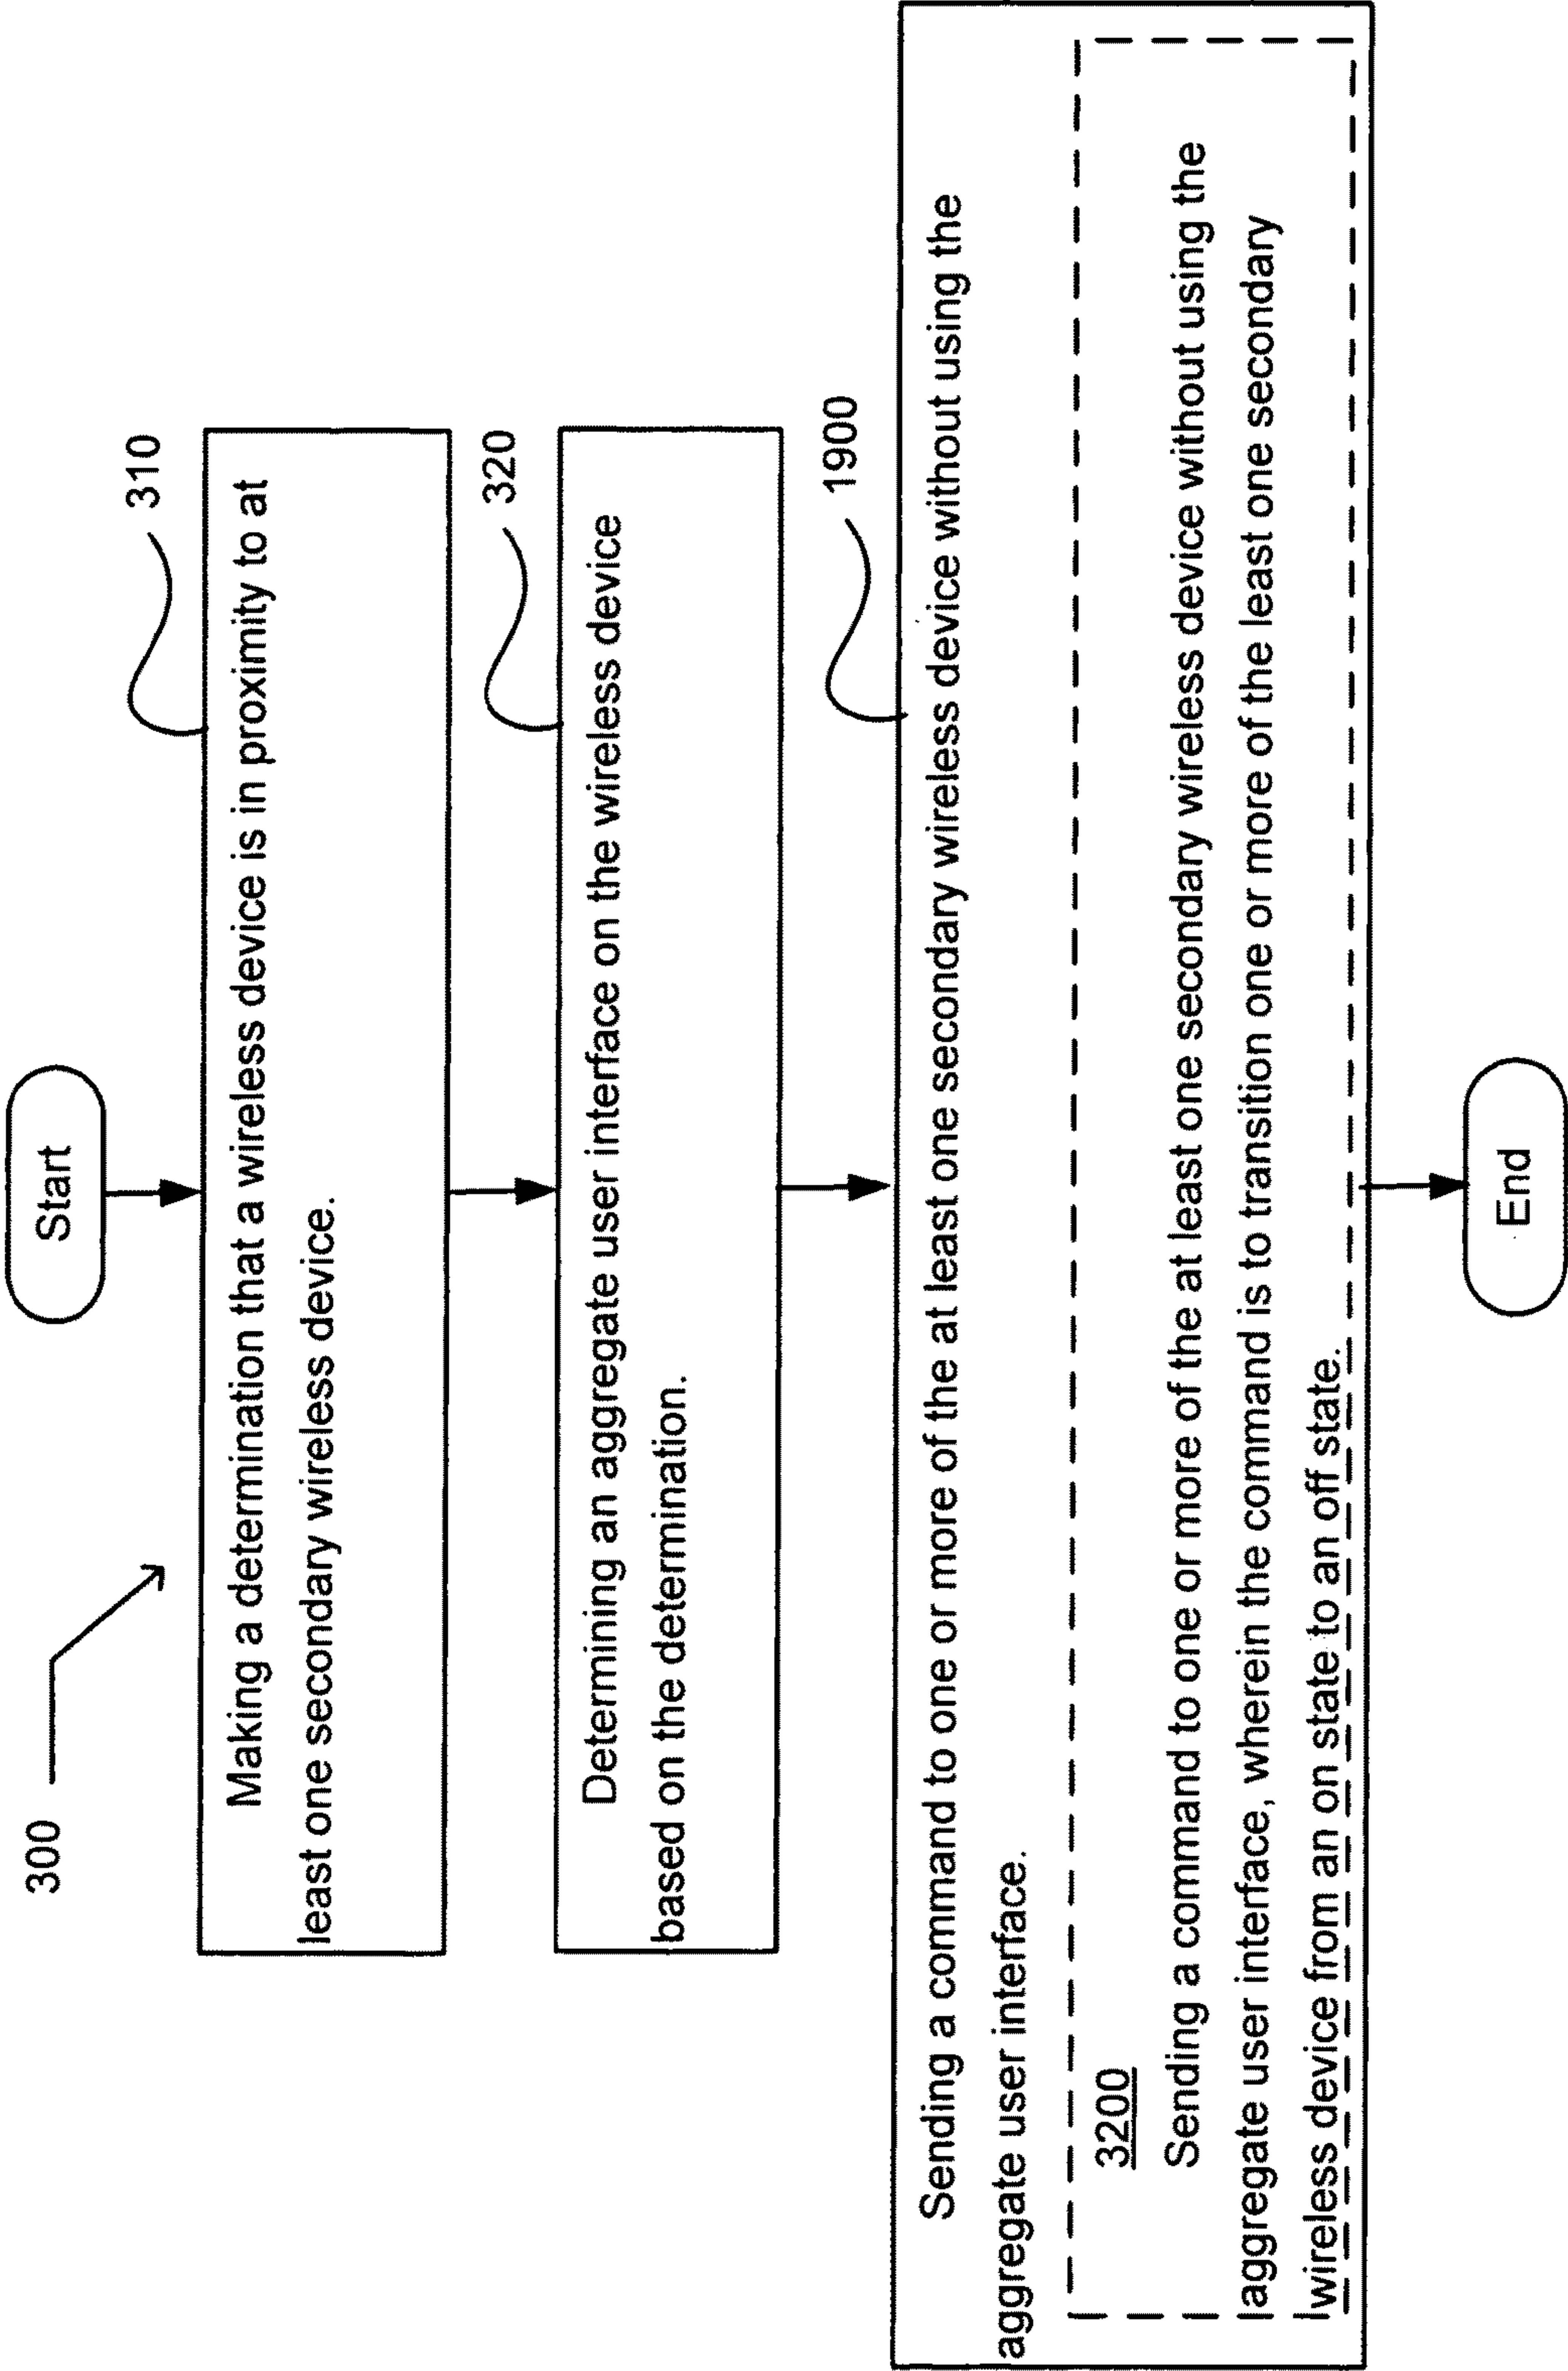 300
Start
310
Making a determination that a wireless device is in proximity to at
least one secondary wireless device.
320
Determining an aggregate user interface on the wireless device
based on the determination.
1900
Sending a command to one or more of the at least one secondary wireless device without using the
aggregate user interface.
3200
Sending a command to one or more of the at least one secondary wireless device without using the
aggregate user interface, wherein the command is to transition one or more of the least one secondary
wireless device from an on state to an off state.
End